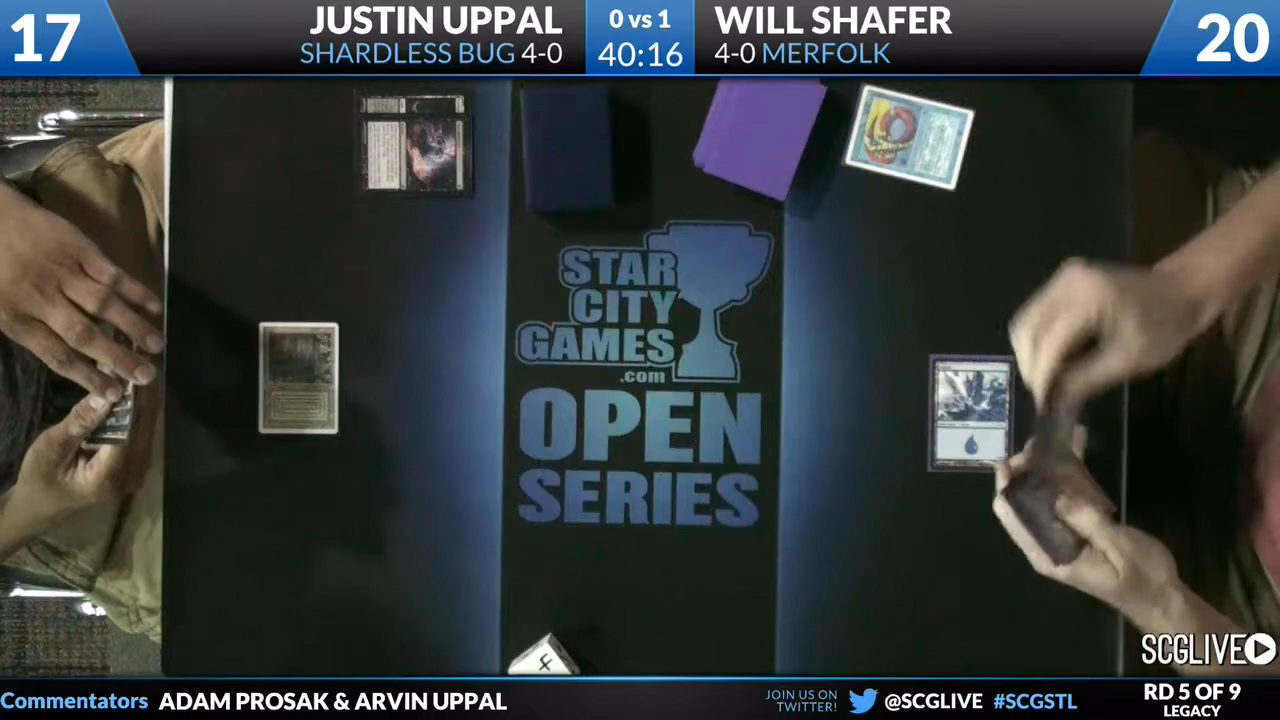 17
JUSTIN UPPAL
SHARDLESS BUG 4-0
0 vs 1
40:16
WILL SHAFER
4-0 MERFOLK
20
STAR
CITY
GAMES
.com
OPEN
SERIES
SCGLIVE
Commentators ADAM PROSAK & ARVIN UPPAL
JOIN US ON
TWITTER!
@SCGLIVE #SCGSTL
RD 5 OF 9
LEGACY